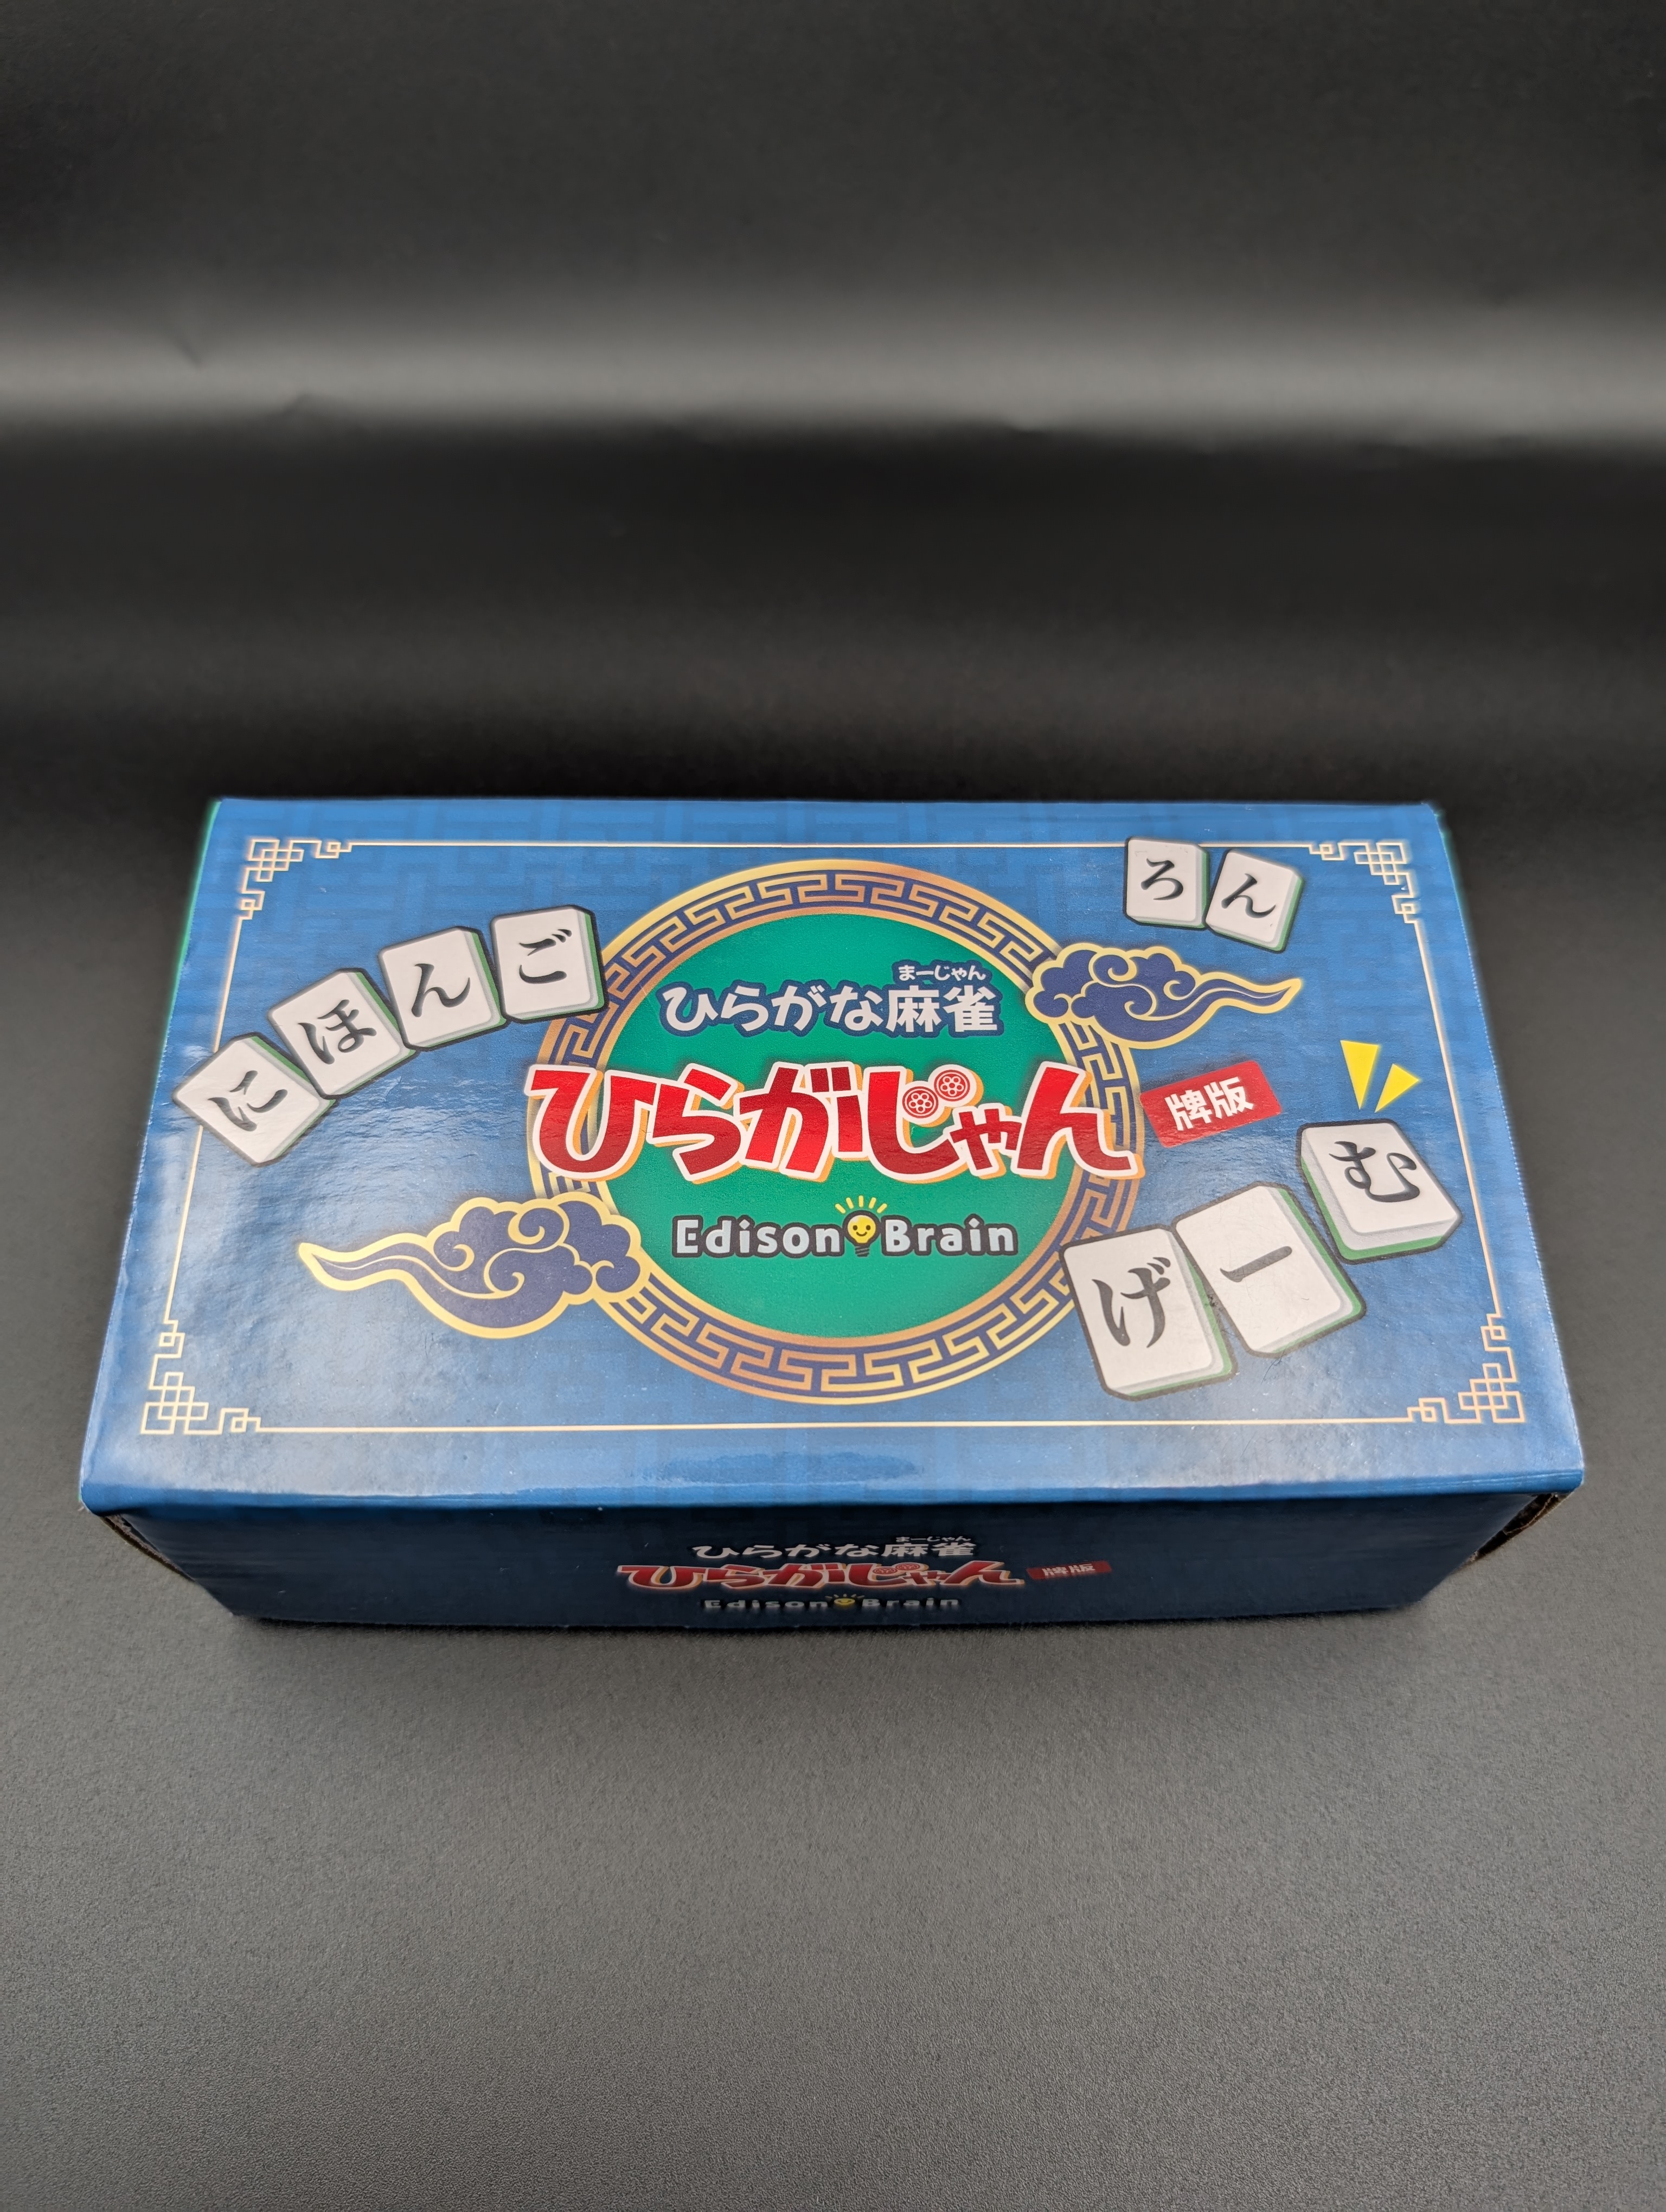 ろん
にほんご
まーじゃん
ひらがな麻雀
ひらがじゃん
牌版
Edison Brain
げーむ
まーじゃん
ひらがな麻雀
ひらがじゃん 牌版
Edison Brain